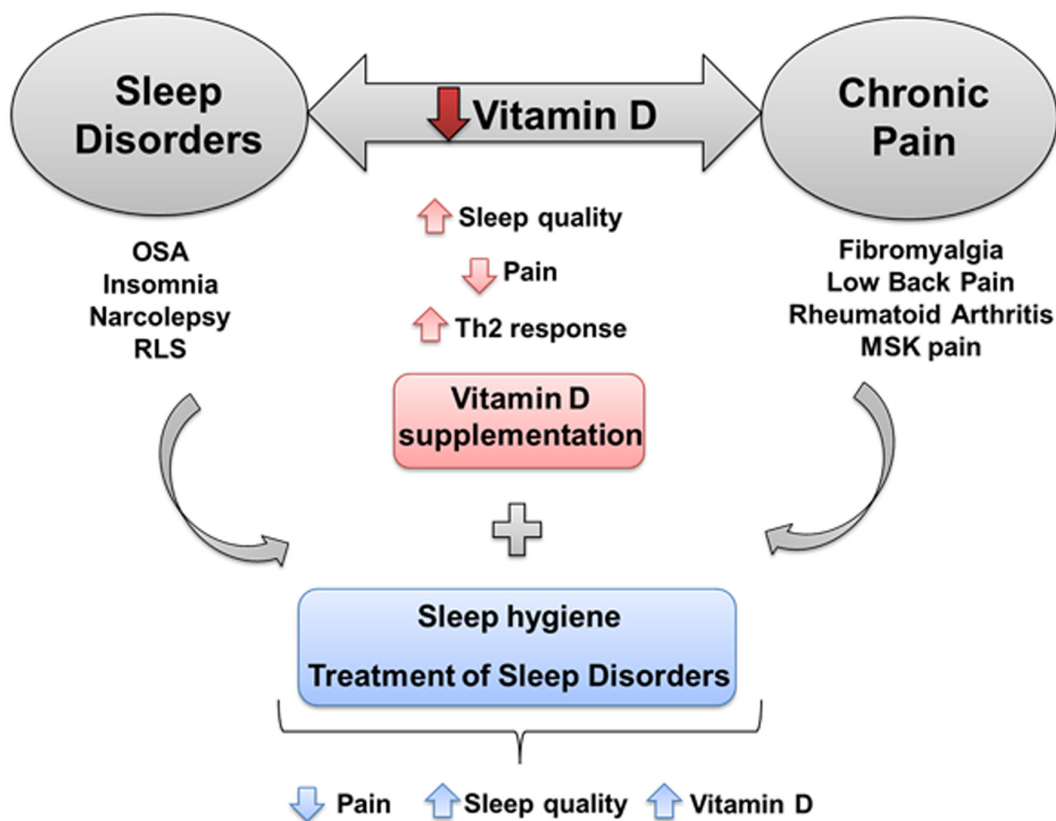 Sleep
Disorders
Vitamin D
Chronic
Pain
OSA
Insomnia
Narcolepsy
RLS
Sleep quality
Pain
Th2 response
Fibromyalgia
Low Back Pain
Rheumatoid Arthritis
MSK pain
Vitamin D
supplementation
Sleep hygiene
Treatment of Sleep Disorders
Pain
Sleep quality
Vitamin D